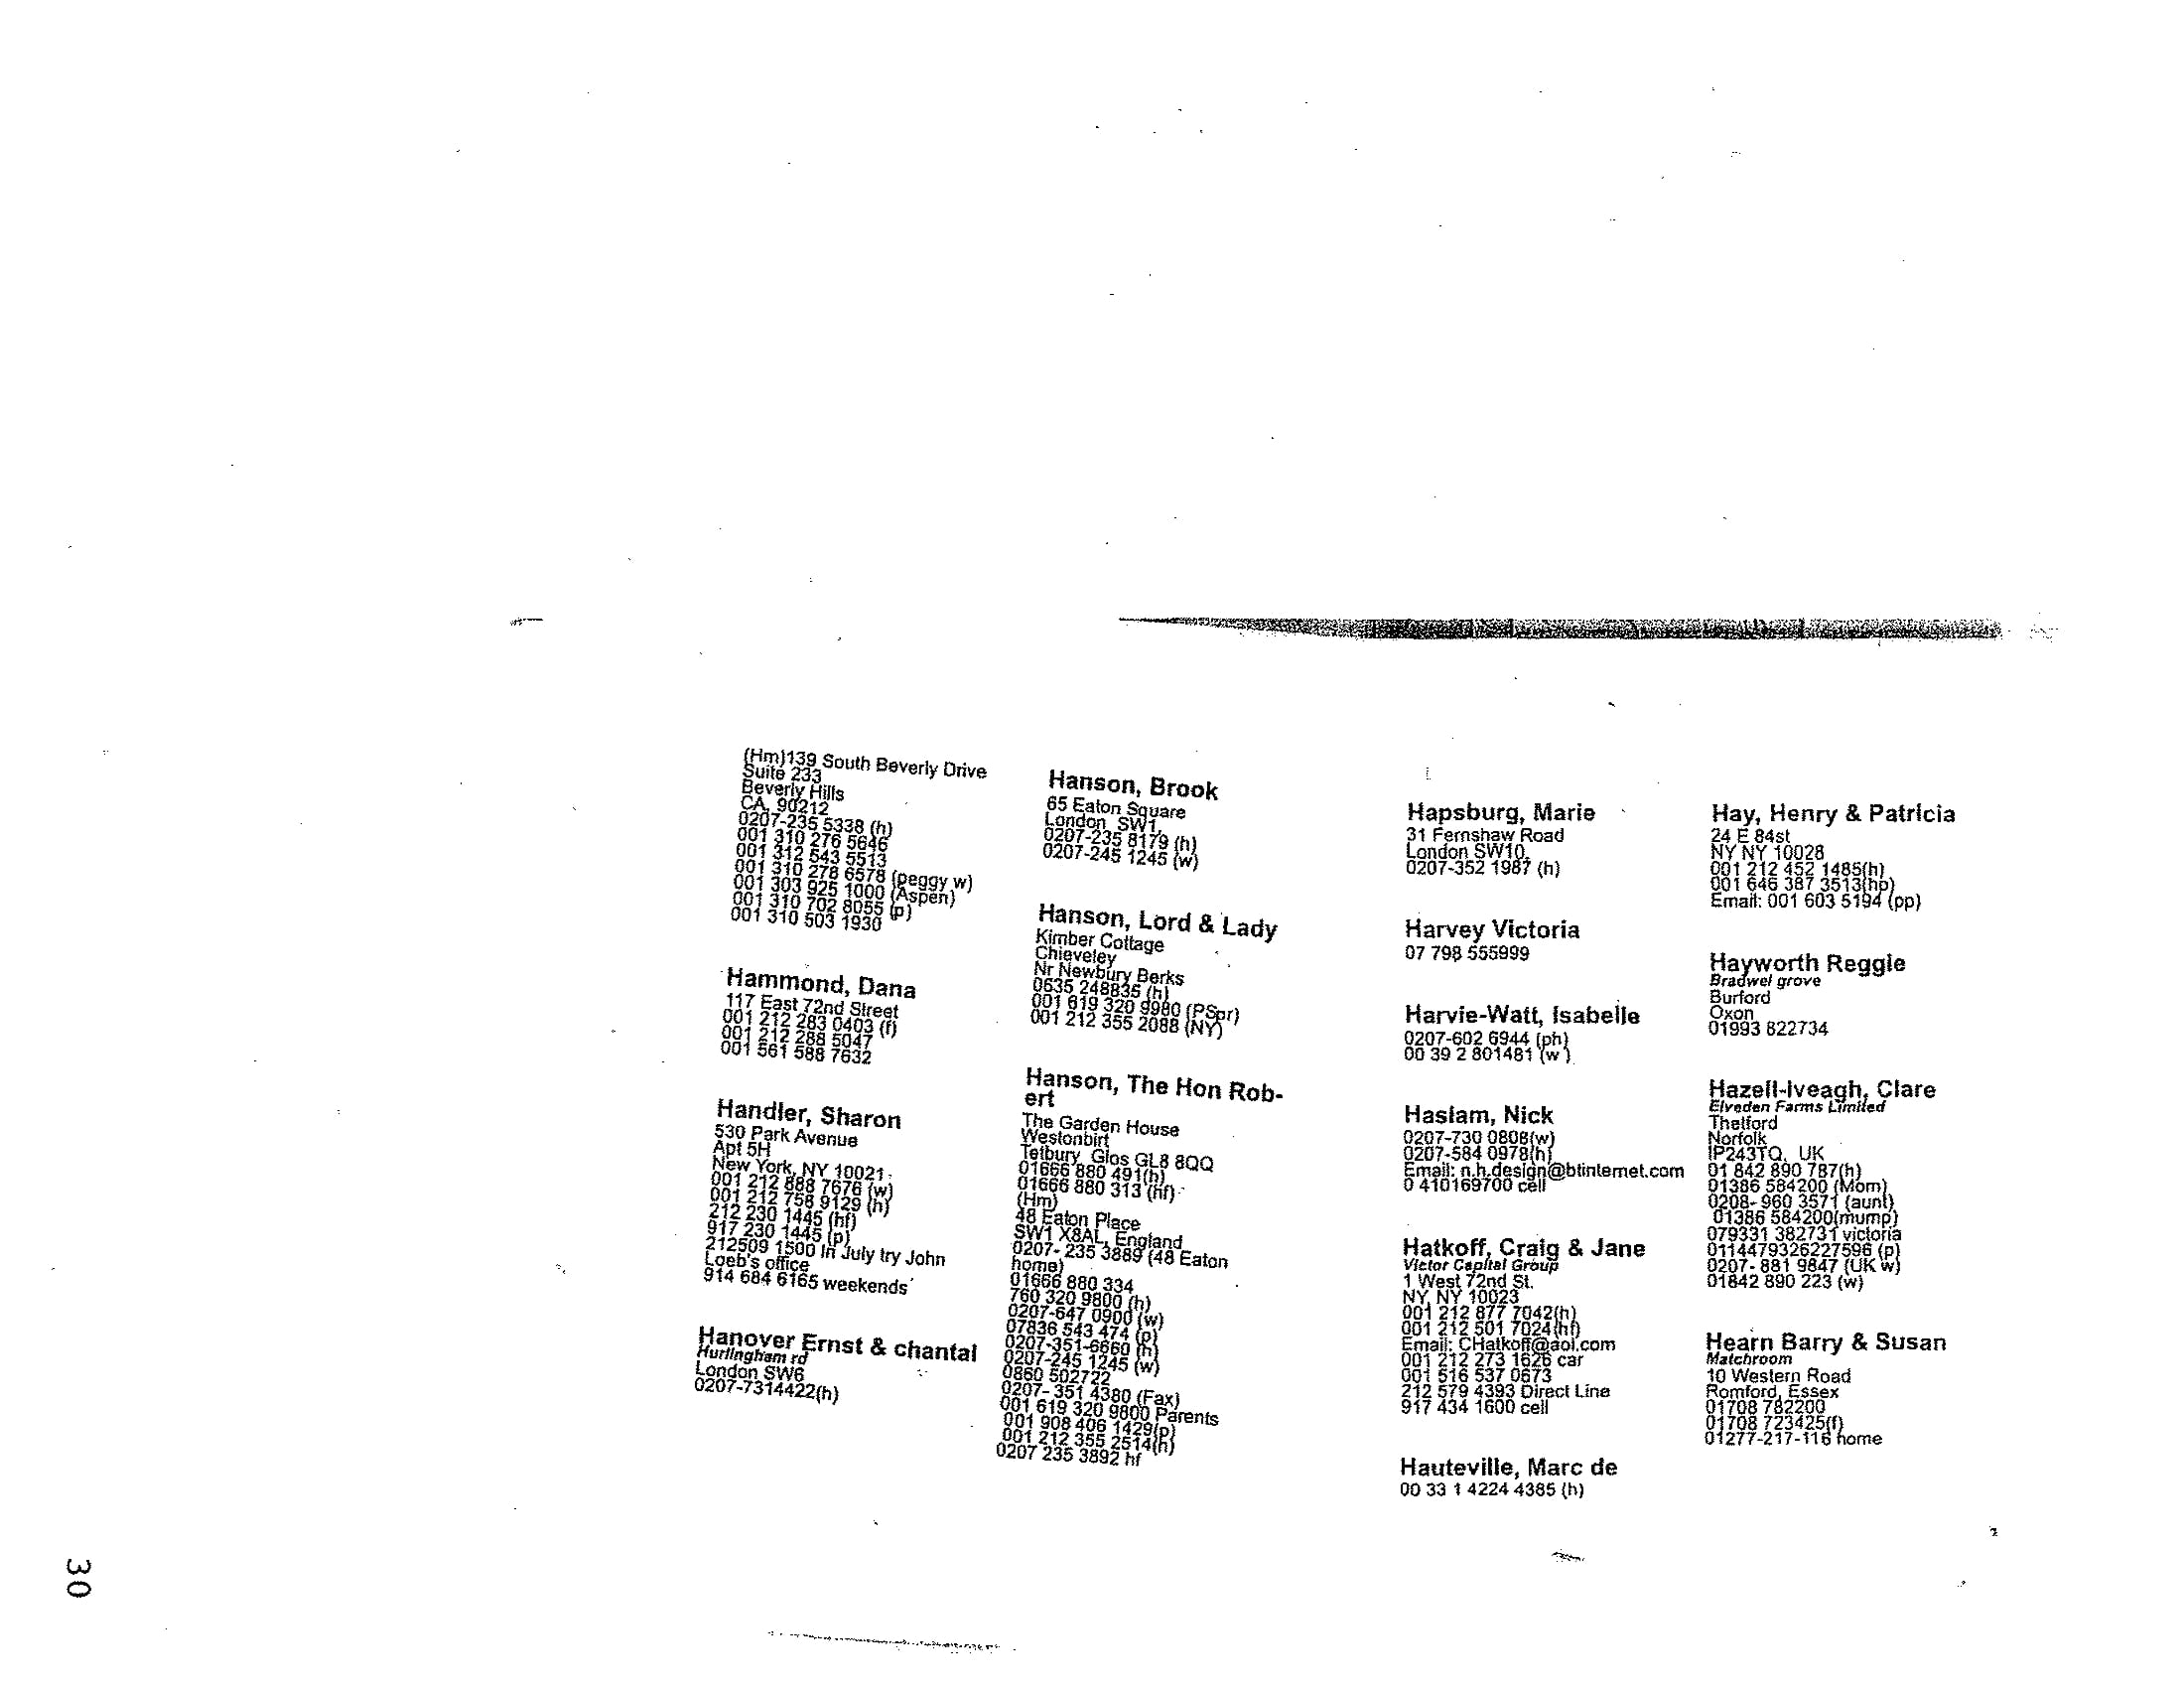 (Hm)139 South Beverly Drive
Suite 233
Beverly Hills
CA, 90212
0207-235 5338 (h)
001 310 276 5646
001 312 543 5513
001 310 278 6578 (peggy w)
001 303 925 1000 (Aspen)
001 310 702 8055 (p)
001 310 503 1930
Hammond, Dana
117 East 72nd Street
001 212 283 0403 (f)
001 212 288 5047
001 561 588 7632
Handler, Sharon
530 Park Avenue
Apt 5H
New York, NY 10021
001 212 888 7676 (w)
001 212 758 9129 (h)
212 230 1445 (hf)
917 230 1445 (p)
212509 1500 in July try John
Loeb's office
914 684 6165 weekends
Hanover Ernst & chantal
Hurlingham rd
London SW6
0207-7314422(h)
Hanson, Brook
65 Eaton Square
London SW1,
0207-235 8179 (h)
0207-245 1245 (w)
Hanson, Lord & Lady
Kimber Cottage
Chieveley
Nr Newbury Berks
0635 248835 (h)
001 619 320 9980 (PSpr)
001 212 355 2088 (NY)
Hanson, The Hon Rob-
ert
The Garden House
Westonbirt
Tetbury Glos GL8 8QQ
01666 880 491(h)
01666 880 313 (hf)
(Hm)
48 Eaton Place
SW1 X8AL, England
0207- 235 3889 (48 Eaton
home)
01666 880 334
760 320 9800 (h)
0207-647 0900 (w)
07836 543 474 (p)
0207-351-6660 (h)
0207-245 1245 (w)
0860 502722
0207- 351 4380 (Fax)
001 619 320 9800 Parents
001 908 406 1429(p)
001 212 355 2514(h)
0207 235 3892 hf
Hapsburg, Marie
31 Fernshaw Road
London SW10,
0207-352 1987 (h)
Harvey Victoria
07 798 555999
Harvie-Watt, Isabelle
0207-602 6944 (ph)
00 39 2 801481 (w )
Haslam, Nick
0207-730 0808(w)
0207-584 0978(h)
Email: n.h.design@btinternet.com
0 410169700 cell
Hatkoff, Craig & Jane
Victor Capital Group
1 West 72nd St.
NY, NY 10023
001 212 877 7042(h)
001 212 501 7024(hf)
Email: CHatkoff@aol.com
001 212 273 1626 car
001 516 537 0673
212 579 4393 Direct Line
917 434 1600 cell
Hauteville, Marc de
00 33 1 4224 4385 (h)
Hay, Henry & Patricia
24 E 84st
NY NY 10028
001 212 452 1485(h)
001 646 387 3513(hp)
Email: 001 603 5194 (pp)
Hayworth Reggie
Bradwel grove
Burford
Oxon
01993 822734
Hazell-Iveagh, Clare
Elveden Farms Limited
Thetford
Norfolk
IP243TQ, UK
01 842 890 787(h)
01386 584200 (Mom)
0208- 960 3571 (aunt)
01386 584200(mump)
079331 382731 victoria
0114479326227596 (p)
0207- 881 9847 (UK w)
01842 890 223 (w)
Hearn Barry & Susan
Matchroom
10 Western Road
Romford, Essex
01708 782200
01708 723425(f)
01277-217-116 home
30